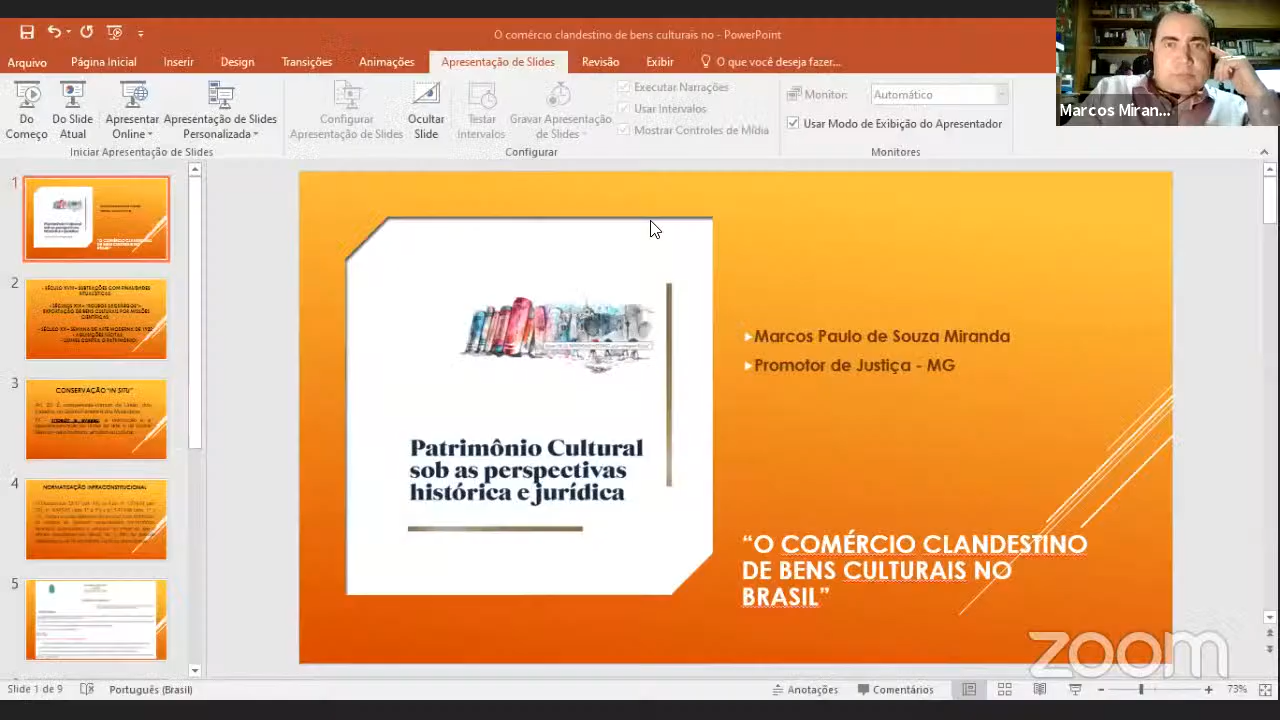 O comércio clandestino de bens culturais no - PowerPoint
Arquivo
Página Inicial
Inserir
Design
Transições
Animações
Apresentação de Slides
Revisão
Exibir
O que você deseja fazer...
Do Começo
Do Slide Atual
Apresentar Online
Apresentação de Slides Personalizada
Iniciar Apresentação de Slides
Configurar Apresentação de Slides
Ocultar Slide
Testar Intervalos
Gravar Apresentação de Slides
Executar Narrações
Usar Intervalos
Mostrar Controles de Mídia
Configurar
Monitor:
Automático
Usar Modo de Exibição do Apresentador
Monitores
Marcos Miran...
1
2
3
CONSERVAÇÃO "IN SITU"
4
NORMATIZAÇÃO INFRACONSTITUCIONAL
5
Patrimônio Cultural
sob as perspectivas
histórica e jurídica
Marcos Paulo de Souza Miranda
Promotor de Justiça - MG
“O COMÉRCIO CLANDESTINO
DE BENS CULTURAIS NO
BRASIL”
zoom
Slide 1 de 9
Português (Brasil)
Anotações
Comentários
73%